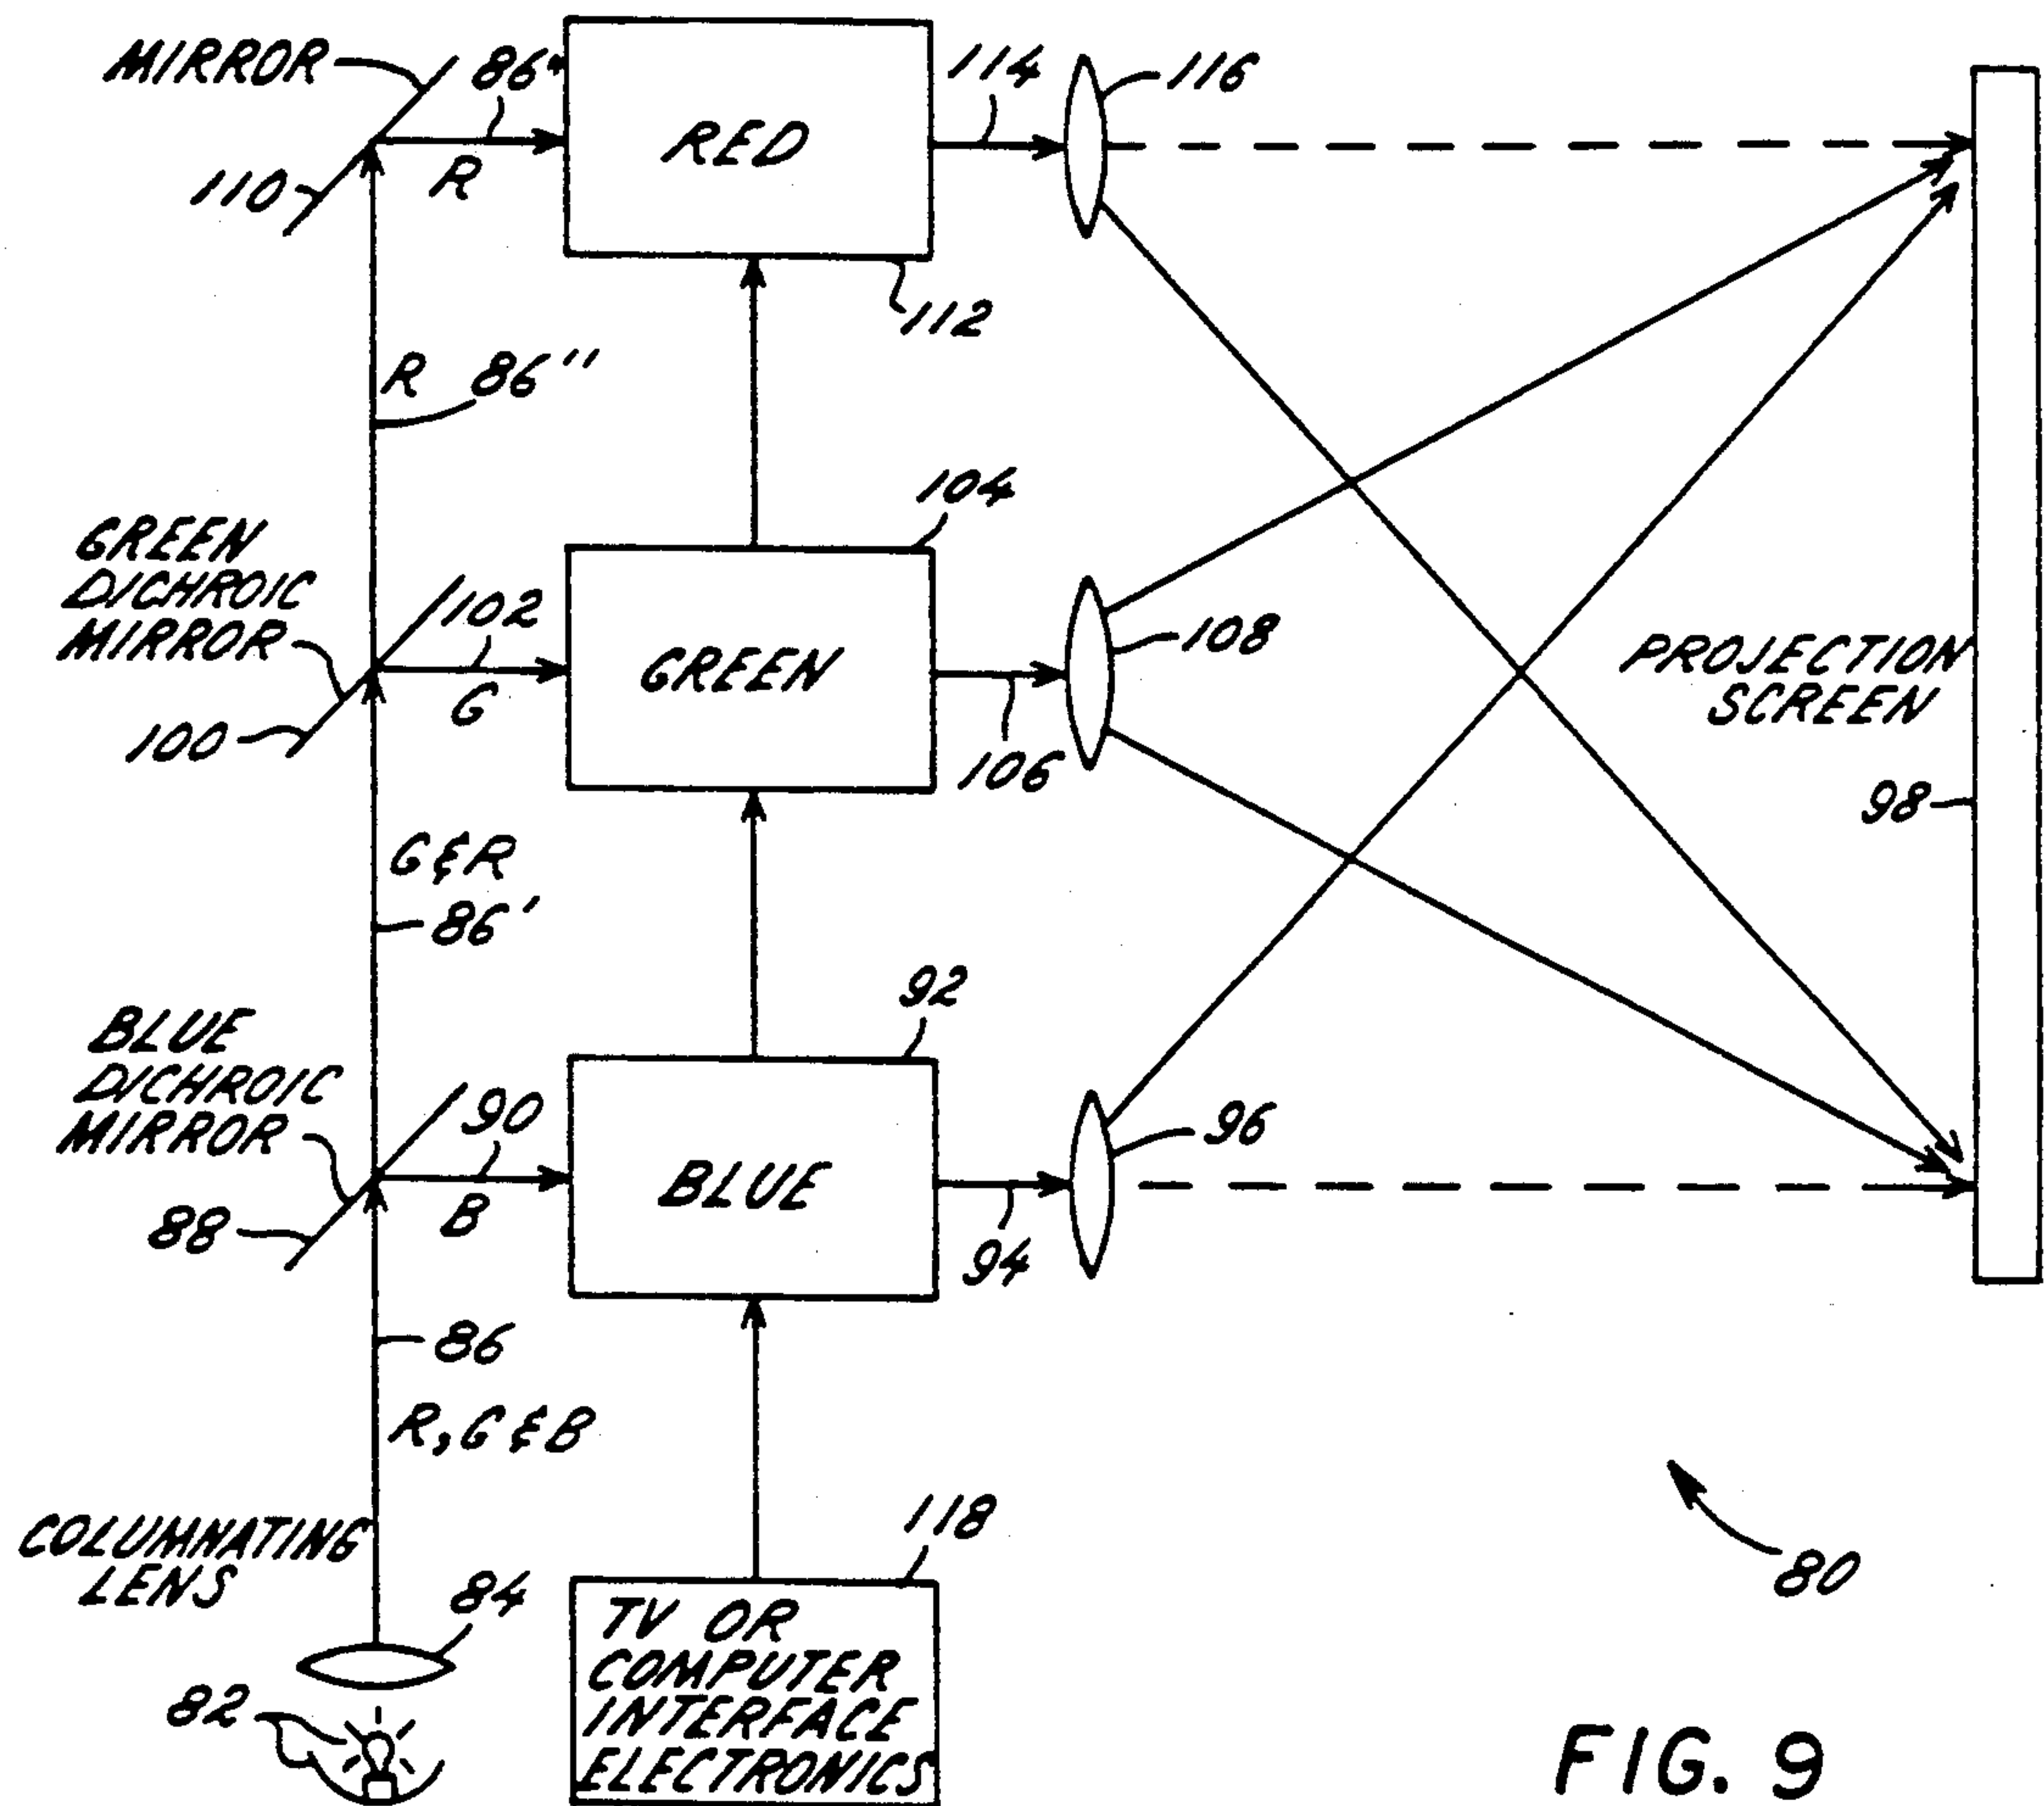 MIRROR
86"
114
116
RED
110
R
112
R 86"
104
GREEN
DICHROIC
MIRROR
102
GREEN
108
PROJECTION
SCREEN
G
100
106
98
G&R
86'
92
BLUE
DICHROIC
MIRROR
90
BLUE
96
B
88
94
86
R,G&B
118
COLUMNATING
LENS
84
80
82
TV OR
COMPUTER
INTERFACE
ELECTRONICS
FIG. 9